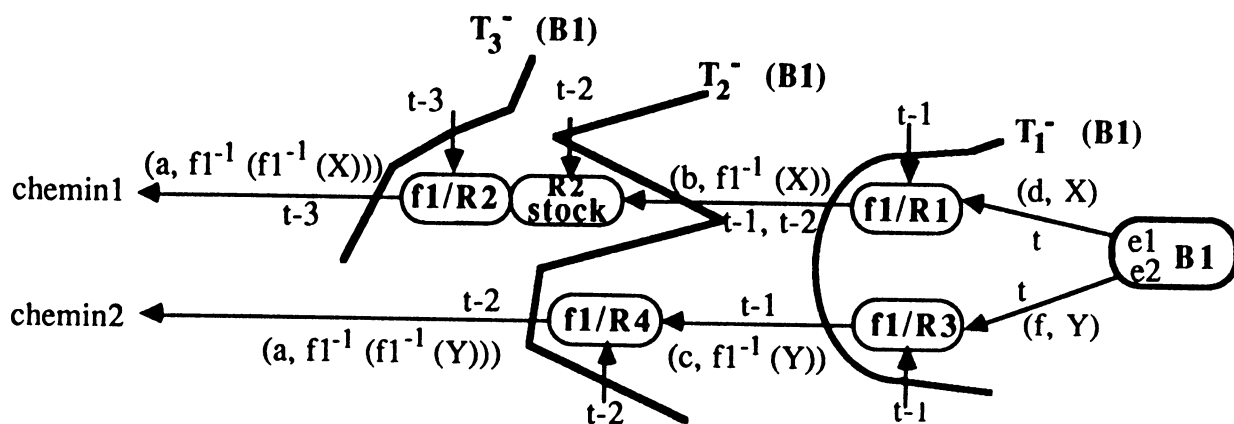 T₃⁻ (B1)
T₂⁻ (B1)
t-3
t-2
t-1
T₁⁻ (B1)
(a, f1⁻¹ (f1⁻¹ (X)))
(b, f1⁻¹ (X))
(d, X)
chemin1
t-3
f1/R2
R2 stock
t-1, t-2
f1/R1
t
e1
e2
B1
chemin2
t-2
f1/R4
t-1
f1/R3
t
(f, Y)
(a, f1⁻¹ (f1⁻¹ (Y)))
(c, f1⁻¹ (Y))
t-2
t-1